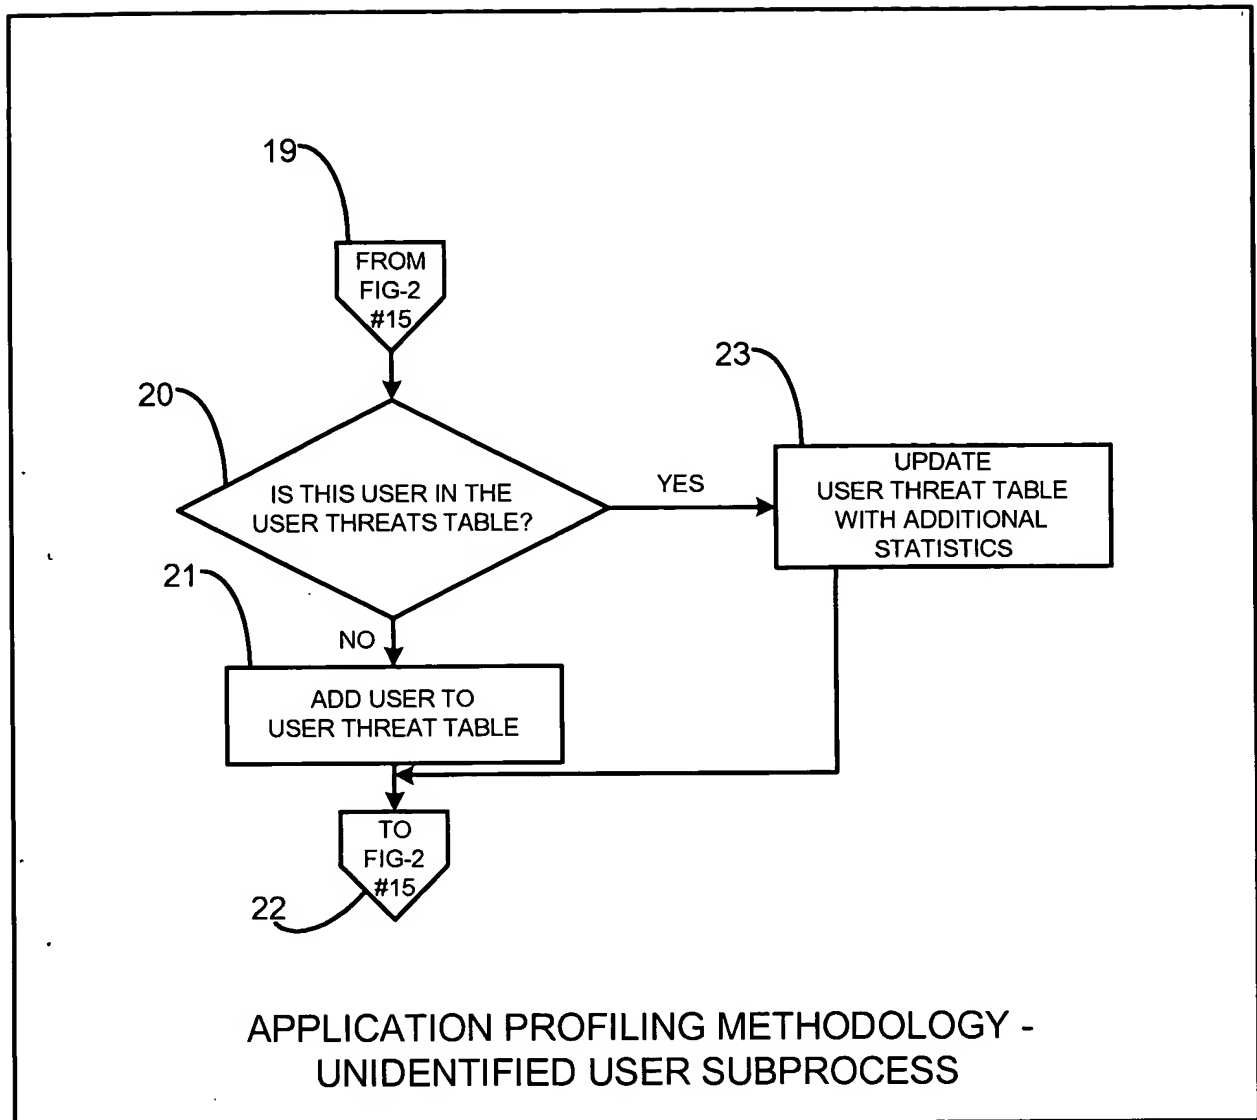 19
FROM
FIG-2
#15
20
IS THIS USER IN THE
USER THREATS TABLE?
YES
23
UPDATE
USER THREAT TABLE
WITH ADDITIONAL
STATISTICS
21
NO
ADD USER TO
USER THREAT TABLE
TO
FIG-2
#15
22
APPLICATION PROFILING METHODOLOGY -
UNIDENTIFIED USER SUBPROCESS